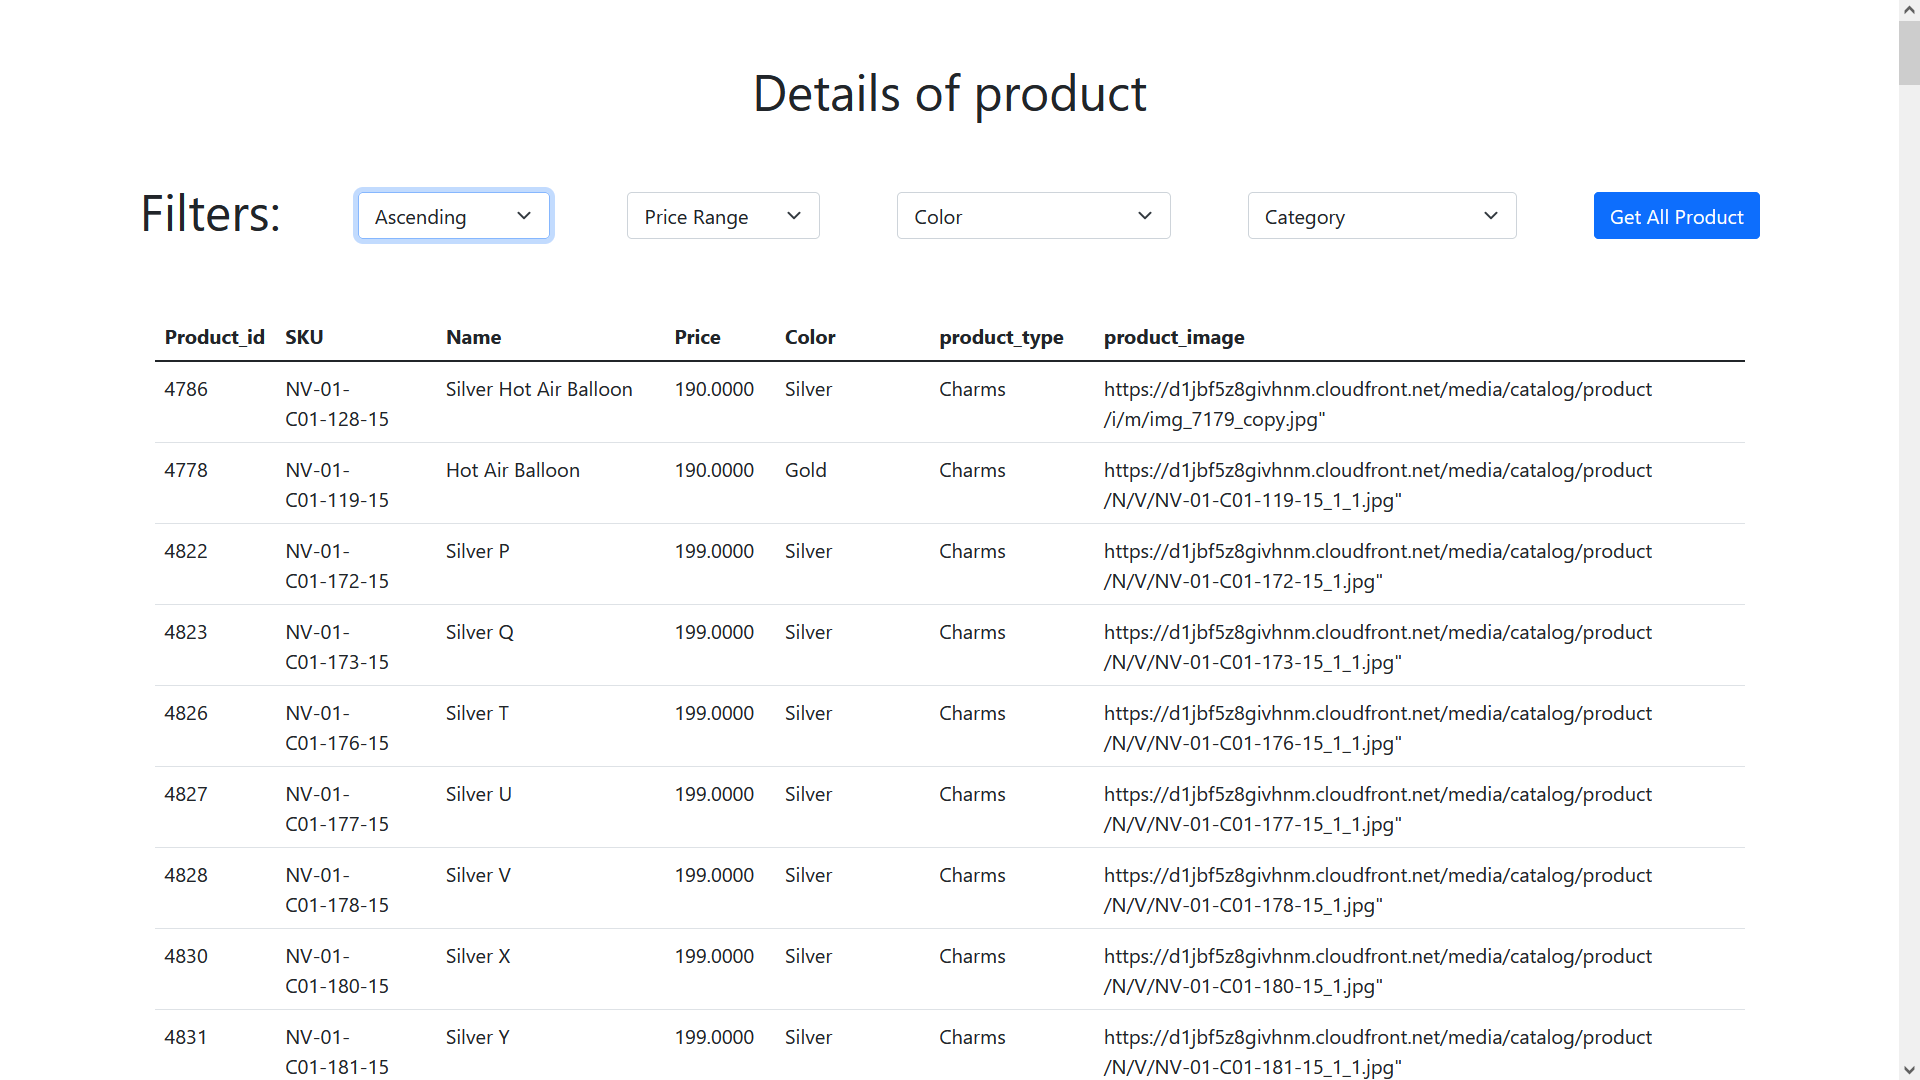 Details of product
Filters: Ascending Price Range Color Category Get All Product
Product_id SKU Name Price Color product_type product_image
4786 NV-01- Silver Hot Air Balloon 190.0000 Silver Charms https://d1jbf5z8givhnm.cloudfront.net/media/catalog/product
C01-128-15 /i/m/img_7179_copy.jpg"
4778 NV-01- Hot Air Balloon 190.0000 Gold Charms https://d1jbf5z8givhnm.cloudfront.net/media/catalog/product
C01-119-15 /N/V/NV-01-C01-119-15_1_1.jpg"
4822 NV-01- Silver P 199.0000 Silver Charms https://d1jbf5z8givhnm.cloudfront.net/media/catalog/product
C01-172-15 /N/V/NV-01-C01-172-15_1.jpg"
4823 NV-01- Silver Q 199.0000 Silver Charms https://d1jbf5z8givhnm.cloudfront.net/media/catalog/product
C01-173-15 /N/V/NV-01-C01-173-15_1_1.jpg"
4826 NV-01- Silver T 199.0000 Silver Charms https://d1jbf5z8givhnm.cloudfront.net/media/catalog/product
C01-176-15 /N/V/NV-01-C01-176-15_1_1.jpg"
4827 NV-01- Silver U 199.0000 Silver Charms https://d1jbf5z8givhnm.cloudfront.net/media/catalog/product
C01-177-15 /N/V/NV-01-C01-177-15_1_1.jpg"
4828 NV-01- Silver V 199.0000 Silver Charms https://d1jbf5z8givhnm.cloudfront.net/media/catalog/product
C01-178-15 /N/V/NV-01-C01-178-15_1.jpg"
4830 NV-01- Silver X 199.0000 Silver Charms https://d1jbf5z8givhnm.cloudfront.net/media/catalog/product
C01-180-15 /N/V/NV-01-C01-180-15_1.jpg"
4831 NV-01- Silver Y 199.0000 Silver Charms https://d1jbf5z8givhnm.cloudfront.net/media/catalog/product
C01-181-15 /N/V/NV-01-C01-181-15_1_1.jpg"